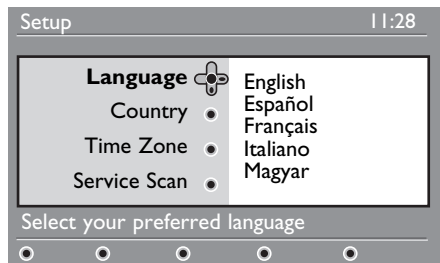 Setup 11:28
Language
Country
Time Zone
Service Scan
English
Español
Français
Italiano
Magyar
Select your preferred language